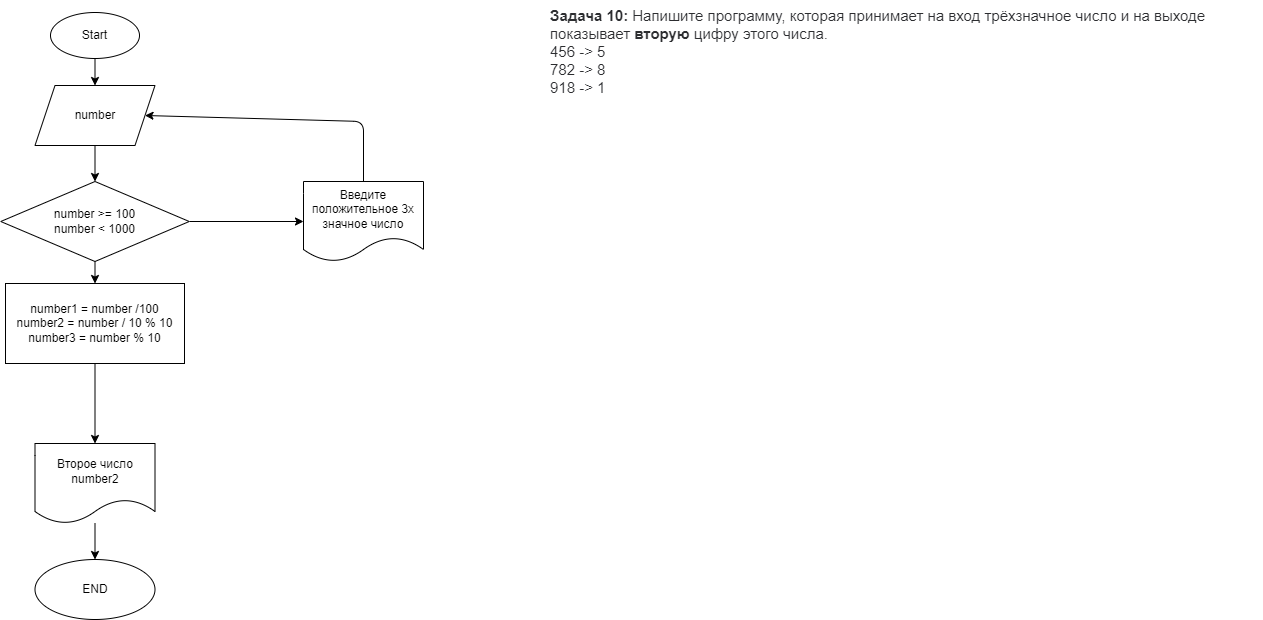 Start
number
number >= 100
number < 1000
Введите
положительное 3х
значное число
number1 = number /100
number2 = number / 10 % 10
number3 = number % 10
Второе число
number2
END
Задача 10: Напишите программу, которая принимает на вход трёхзначное число и на выходе
показывает вторую цифру этого числа.
456 -> 5
782 -> 8
918 -> 1